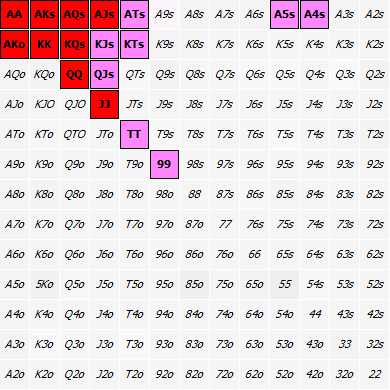 AA AKs AQs AJs ATs A9s A8s A7s A6s A5s A4s A3s A2s
AKo KK KQs KJs KTs K9s K8s K7s K6s K5s K4s K3s K2s
AQo KQo QQ QJs QTs Q9s Q8s Q7s Q6s Q5s Q4s Q3s Q2s
AJo KJO QJO JJ JTs J9s J8s J7s J6s J5s J4s J3s J2s
ATo KTo QTO JTo TT T9s T8s T7s T6s T5s T4s T3s T2s
A9o K9o Q9o J9o T9o 99 98s 97s 96s 95s 94s 93s 92s
A8o K8o Q8o J8o T8o 98o 88 87s 86s 85s 84s 83s 82s
A7o K7o Q7o J7o T7o 97o 87o 77 76s 75s 74s 73s 72s
A6o K6o Q6o J6o T6o 96o 86o 76o 66 65s 64s 63s 62s
A5o 5Ko Q5o J5o T5o 95o 85o 75o 65o 55 54s 53s 52s
A4o K4o Q4o J4o T4o 94o 84o 74o 64o 54o 44 43s 42s
A3o K3o Q3o J3o T3o 93o 83o 73o 63o 53o 43o 33 32s
A2o K2o Q2o J2o T2o 92o 82o 72o 62o 52o 42o 32o 22